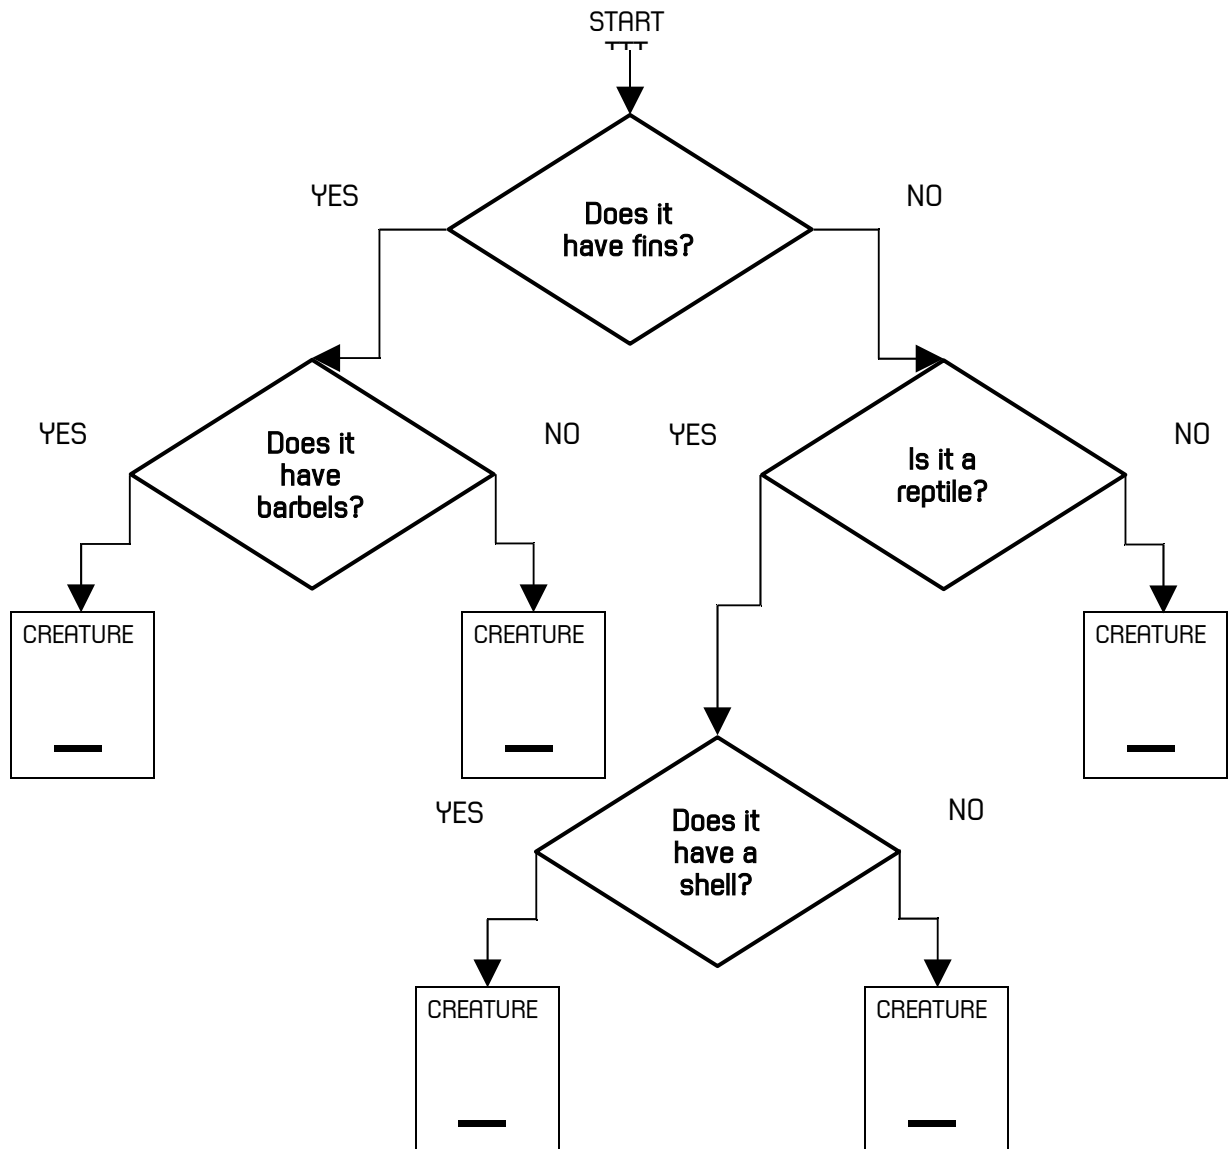 START
YES
NO
Does it
have fins?
YES
NO
YES
NO
Does it
have
barbels?
Is it a
reptile?
CREATURE
CREATURE
CREATURE
YES
NO
Does it
have a
shell?
CREATURE
CREATURE